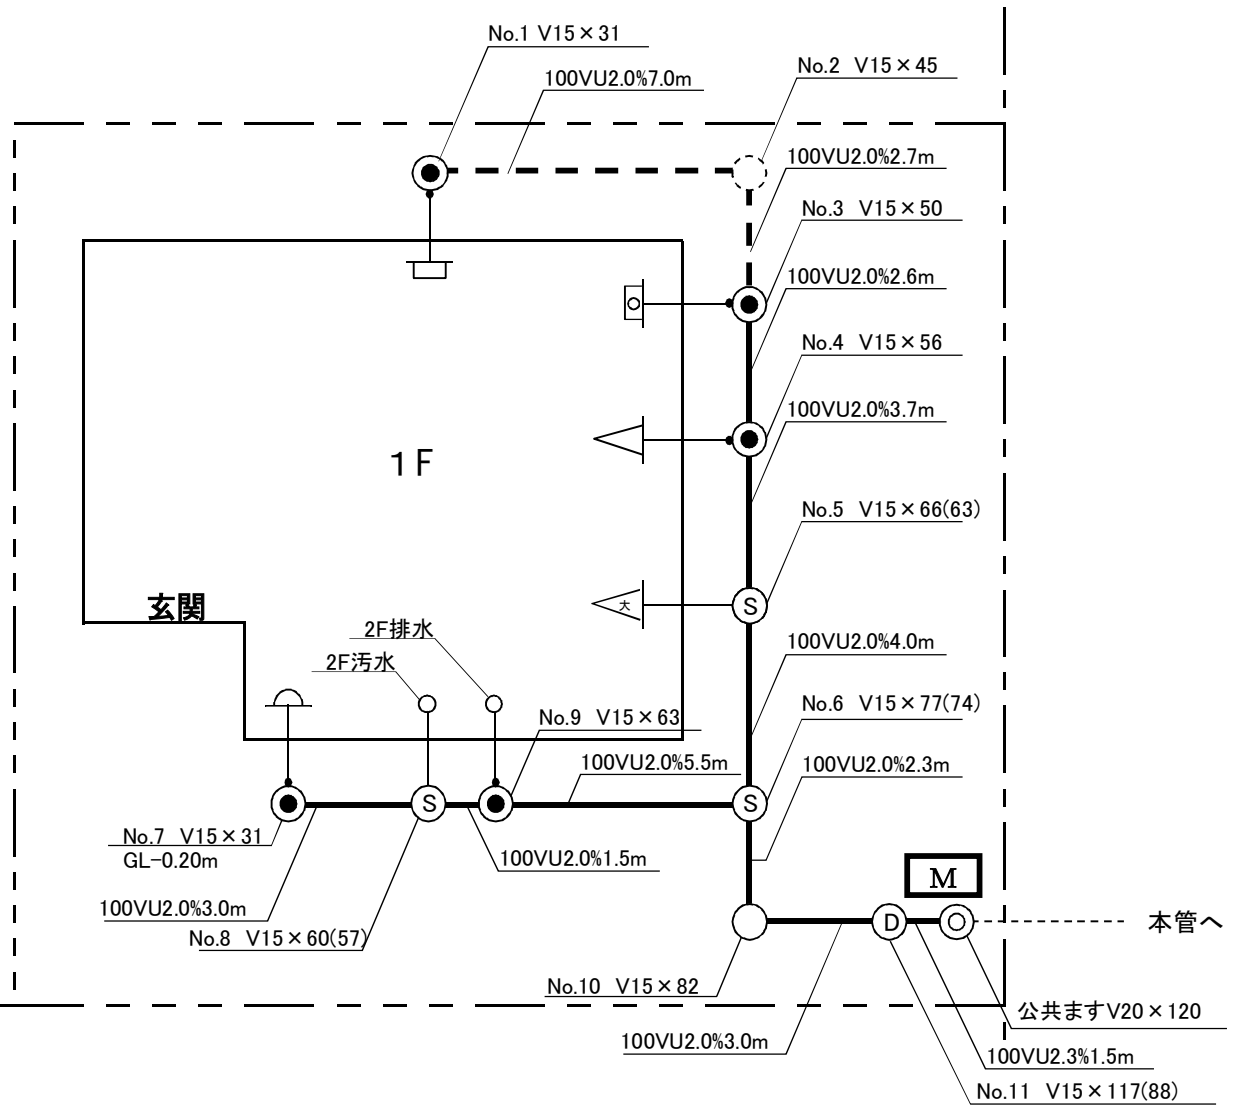 No.1 V15×31
No.2 V15×45
100VU2.0%7.0m
100VU2.0%2.7m
No.3 V15×50
100VU2.0%2.6m
No.4 V15×56
100VU2.0%3.7m
1F
No.5 V15×66(63)
大
S
玄関
2F排水
2F汚水
100VU2.0%4.0m
No.6 V15×77(74)
No.9 V15×63
100VU2.0%5.5m
100VU2.0%2.3m
S
S
No.7 V15×31
GL-0.20m
100VU2.0%1.5m
M
100VU2.0%3.0m
D
本管へ
No.8 V15×60(57)
No.10 V15×82
公共ますV20×120
100VU2.0%3.0m
100VU2.3%1.5m
No.11 V15×117(88)